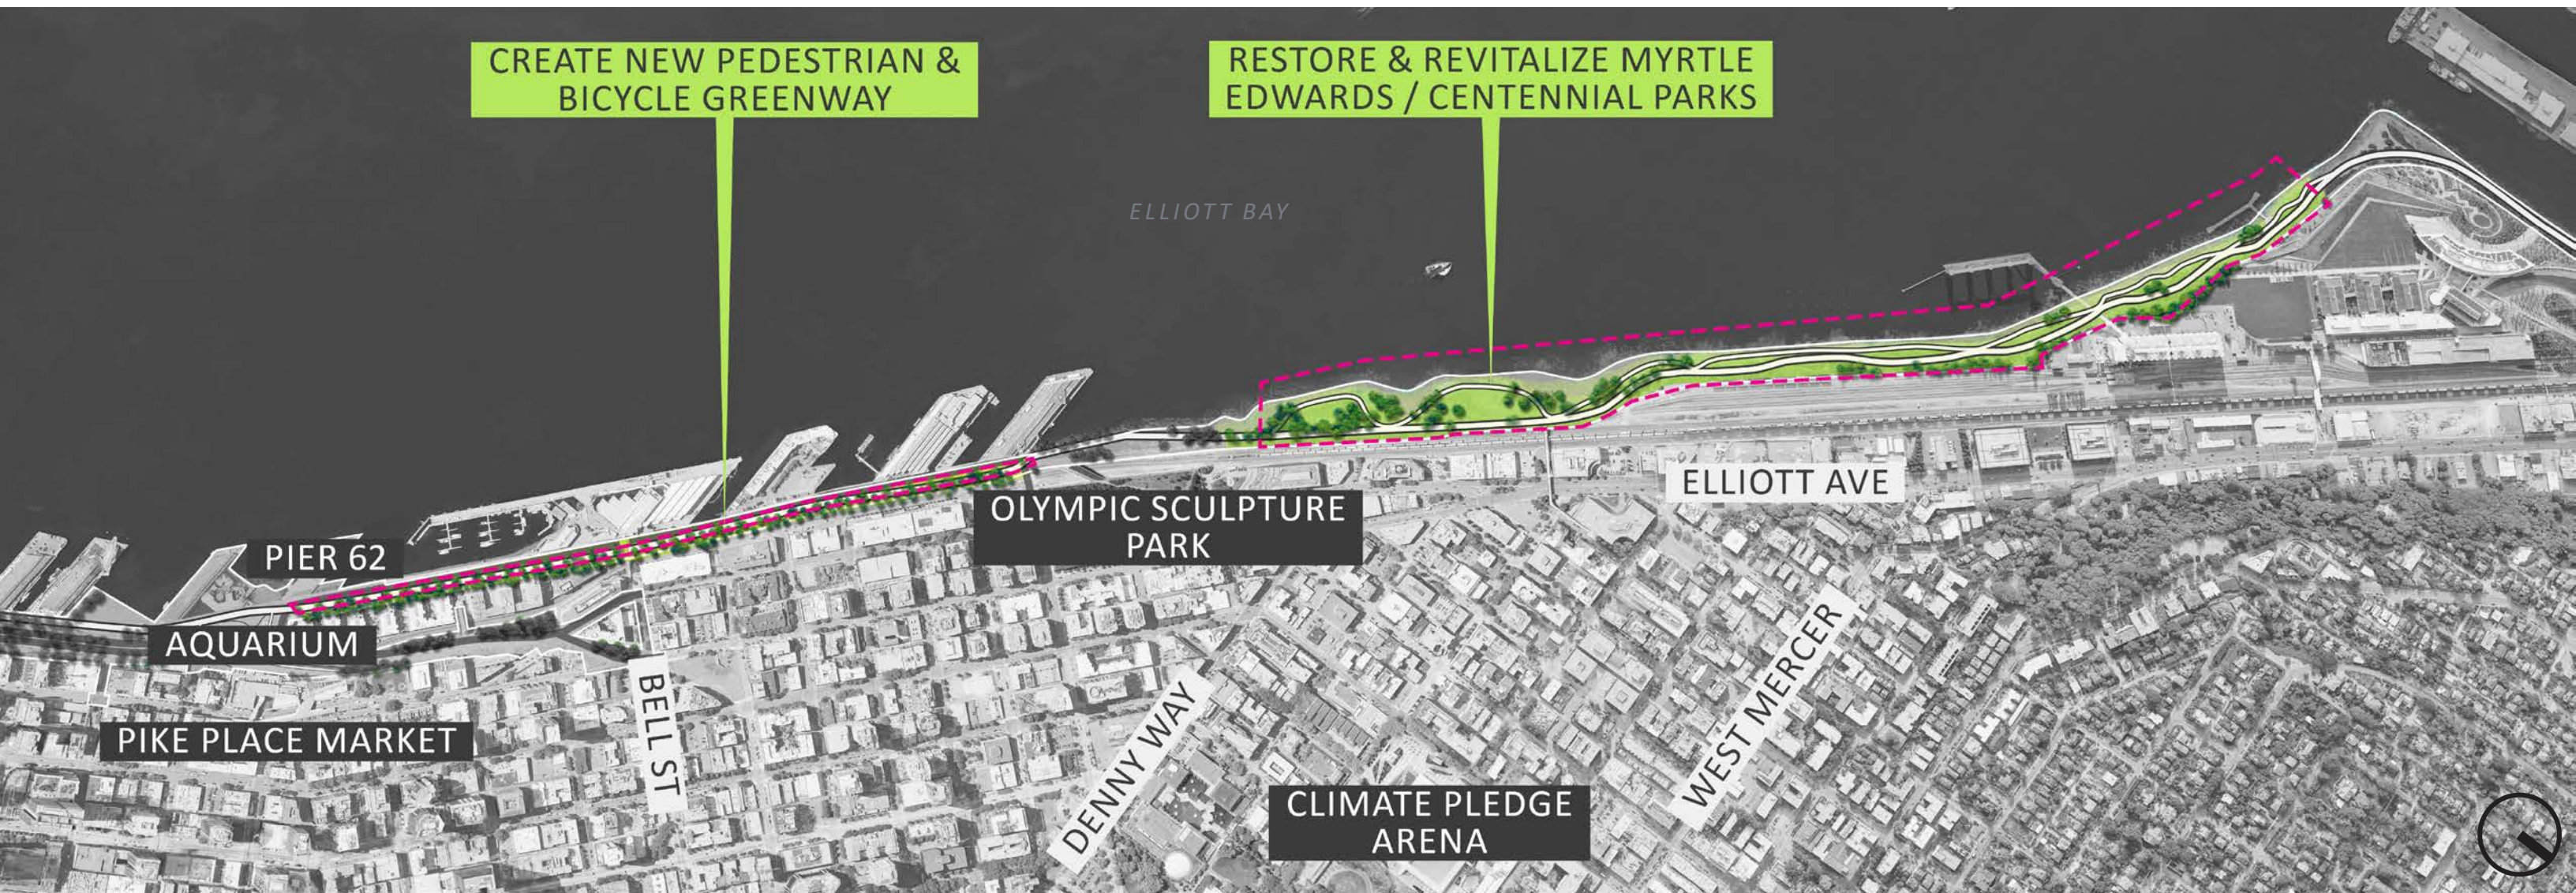 CREATE NEW PEDESTRIAN &
BICYCLE GREENWAY
RESTORE & REVITALIZE MYRTLE
EDWARDS / CENTENNIAL PARKS
ELLIOTT BAY
ELLIOTT AVE
OLYMPIC SCULPTURE
PARK
PIER 62
AQUARIUM
BELL ST
PIKE PLACE MARKET
DENNY WAY
WEST MERCER
CLIMATE PLEDGE
ARENA